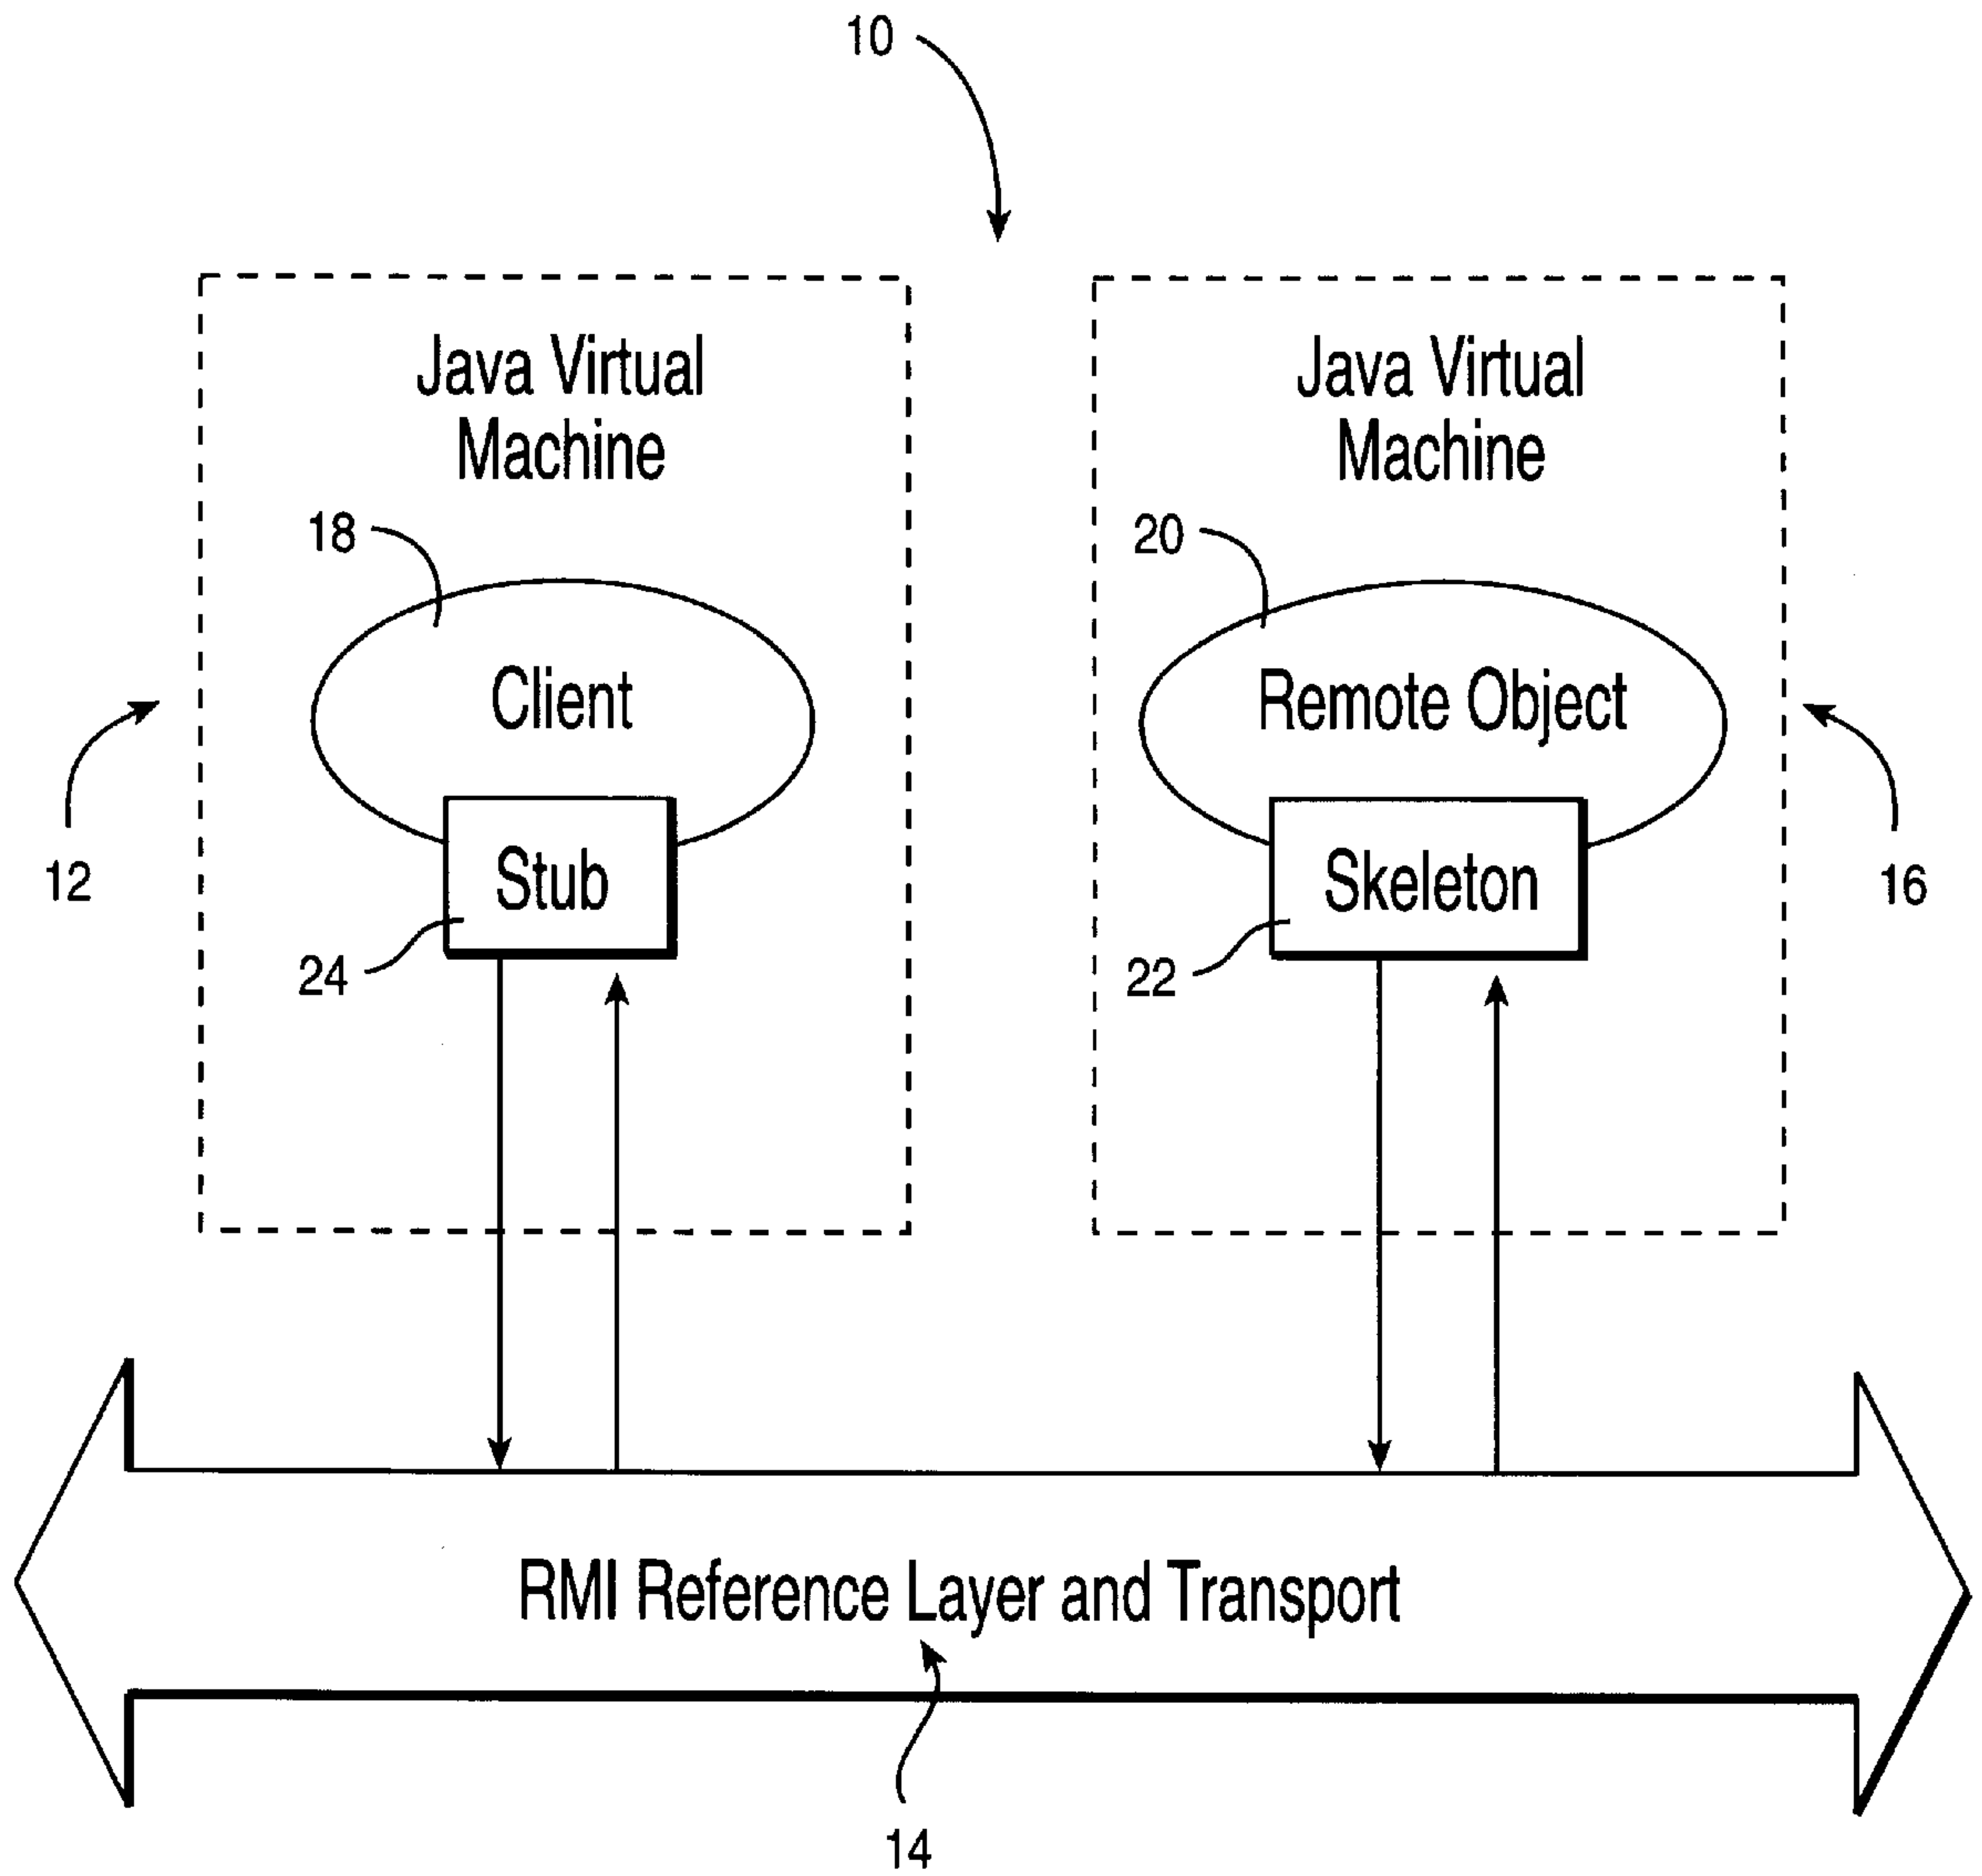 10
Java Virtual
Machine
Java Virtual
Machine
18
20
Client
Remote Object
12
Stub
Skeleton
16
24
22
RMI Reference Layer and Transport
14